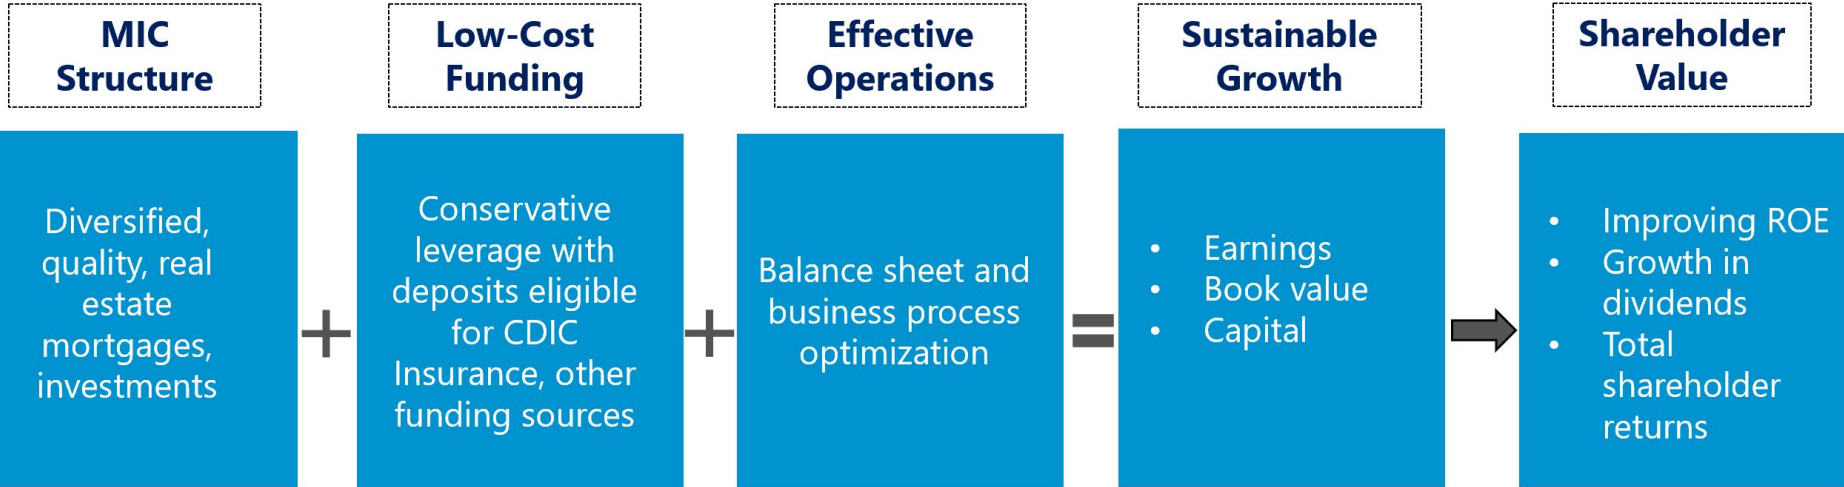 MIC
Structure
Low-Cost
Funding
Effective
Operations
Sustainable
Growth
Shareholder
Value
Diversified,
quality, real
estate
mortgages,
investments
+
Conservative
leverage with
deposits eligible
for CDIC
Insurance, other
funding sources
+
Balance sheet and
business process
optimization
=
• Earnings
• Book value
• Capital
• Improving ROE
• Growth in
dividends
• Total
shareholder
returns